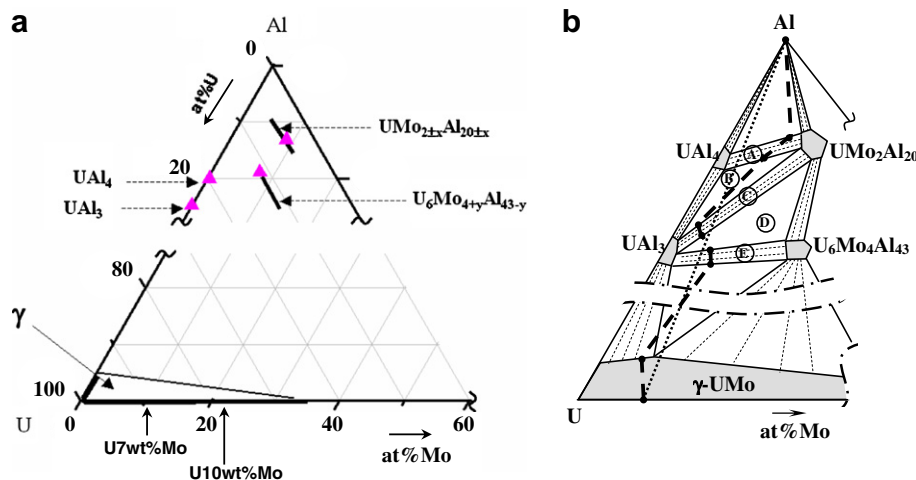 a
Al
0
at%U
UMo2±xAl20±x
UAl4
20
UAl3
U6Mo4+yAl43-y
80
γ
100
U
0
20
40
60
U7wt%Mo
U10wt%Mo
at%Mo
b
Al
UAl4
A
UMo2Al20
B
C
D
UAl3
E
U6Mo4Al43
γ-UMo
U
at%Mo